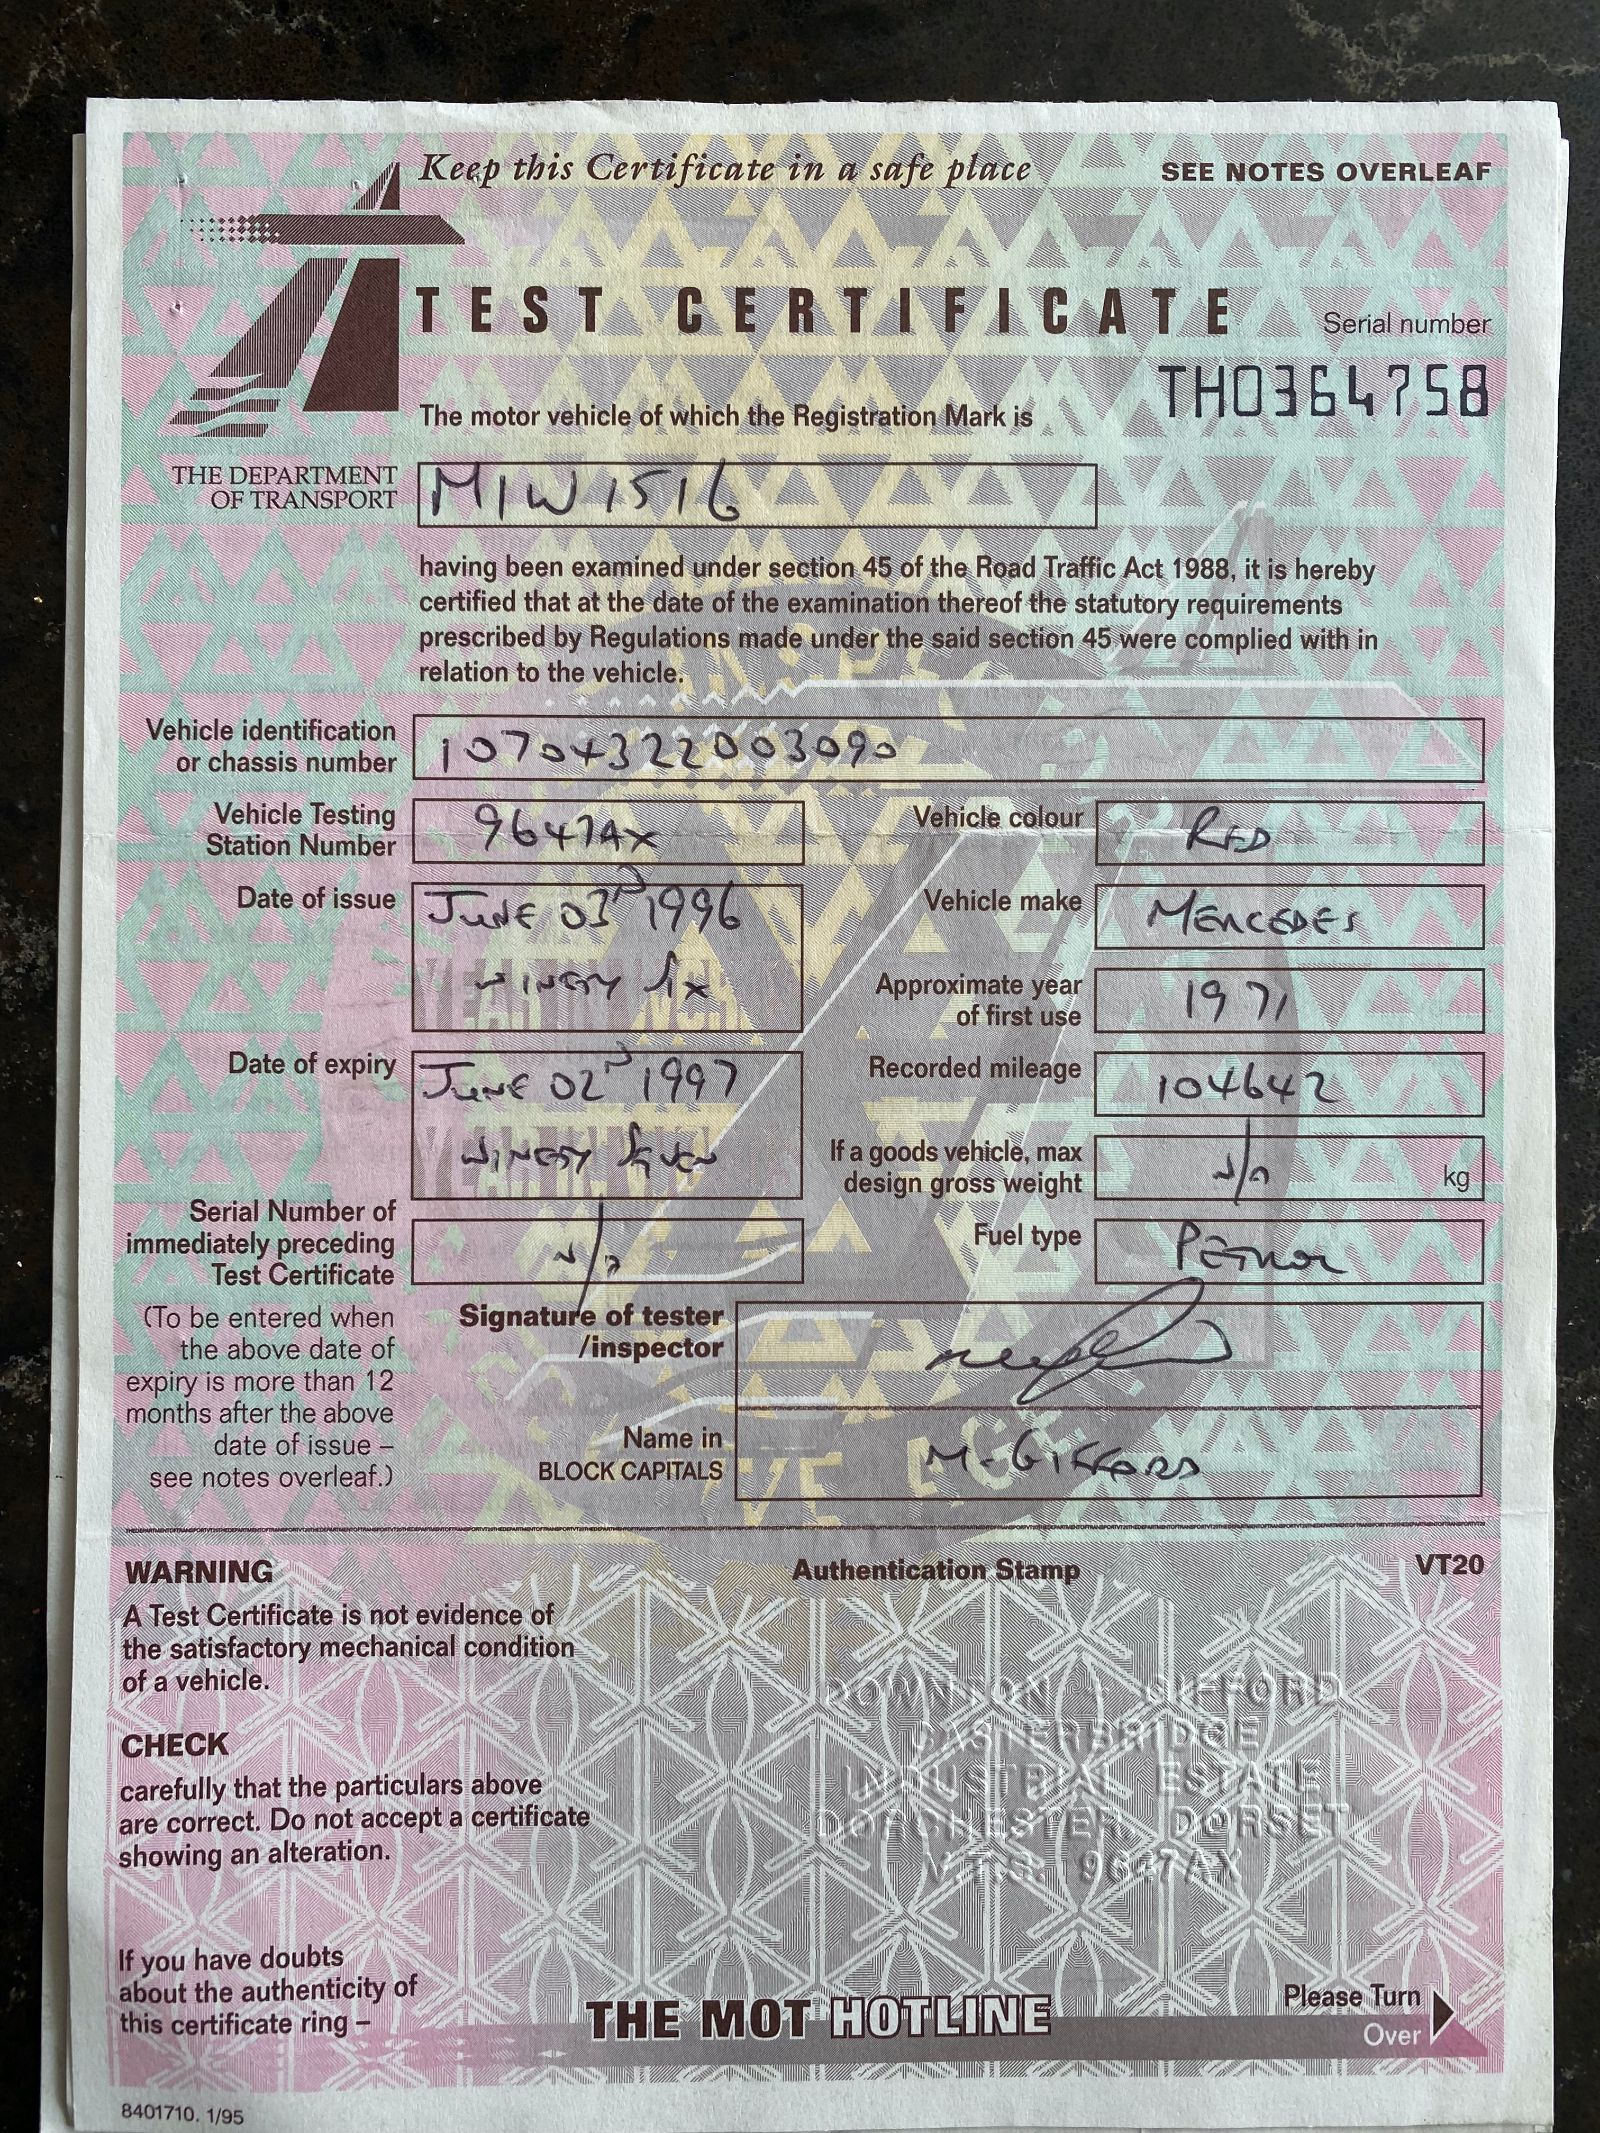 Keep this Certificate in a safe place
SEE NOTES OVERLEAF
TEST CERTIFICATE
Serial number
TH0364758
The motor vehicle of which the Registration Mark is
THE DEPARTMENT
OF TRANSPORT
MIW 1516
having been examined under section 45 of the Road Traffic Act 1988, it is hereby
certified that at the date of the examination thereof the statutory requirements
prescribed by Regulations made under the said section 45 were complied with in
relation to the vehicle.
Vehicle identification
or chassis number
10704322003090
Vehicle Testing
Station Number
9647AX
Vehicle colour
RED
Date of issue
JUNE 03RD 1996
NINETY SIX
Vehicle make
MERCEDES
Approximate year
of first use
1971
Date of expiry
JUNE 02ND 1997
NINETY SEVEN
Recorded mileage
104642
If a goods vehicle, max
design gross weight
N/A
kg
Serial Number of
immediately preceding
Test Certificate
N/A
Fuel type
PETROL
(To be entered when
the above date of
expiry is more than 12
months after the above
date of issue –
see notes overleaf.)
Signature of tester
/inspector
Name in
BLOCK CAPITALS
M. GIFFORD
WARNING
A Test Certificate is not evidence of
the satisfactory mechanical condition
of a vehicle.
Authentication Stamp
VT20
DOWNTON + GIFFORD
CASTERBRIDGE
INDUSTRIAL ESTATE
DORCHESTER, DORSET
V.T.S. 9647AX
CHECK
carefully that the particulars above
are correct. Do not accept a certificate
showing an alteration.
If you have doubts
about the authenticity of
this certificate ring –
THE MOT HOTLINE
Please Turn
Over
8401710. 1/95